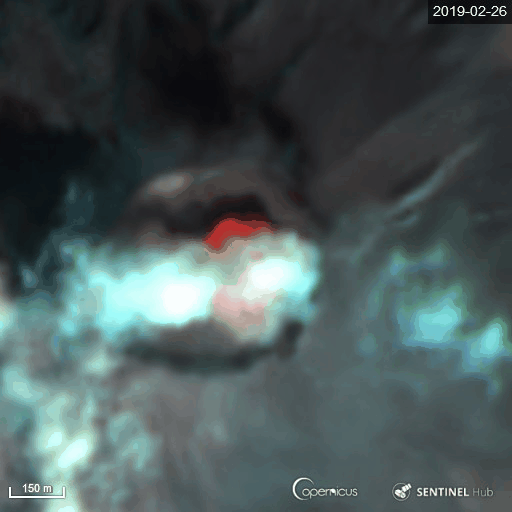 2019-02-26
150 m
Copernicus
SENTINEL Hub